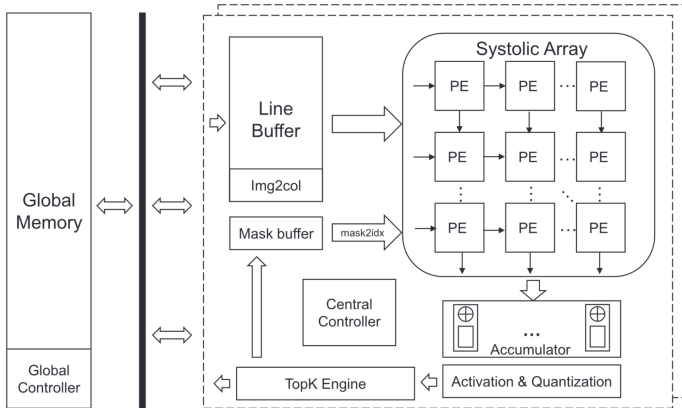 Global
Memory
Global
Controller
Line
Buffer
Img2col
Mask buffer
mask2idx
Systolic Array
PE
PE
...
PE
PE
PE
...
PE
PE
PE
...
PE
Central
Controller
...
Accumulator
TopK Engine
Activation & Quantization